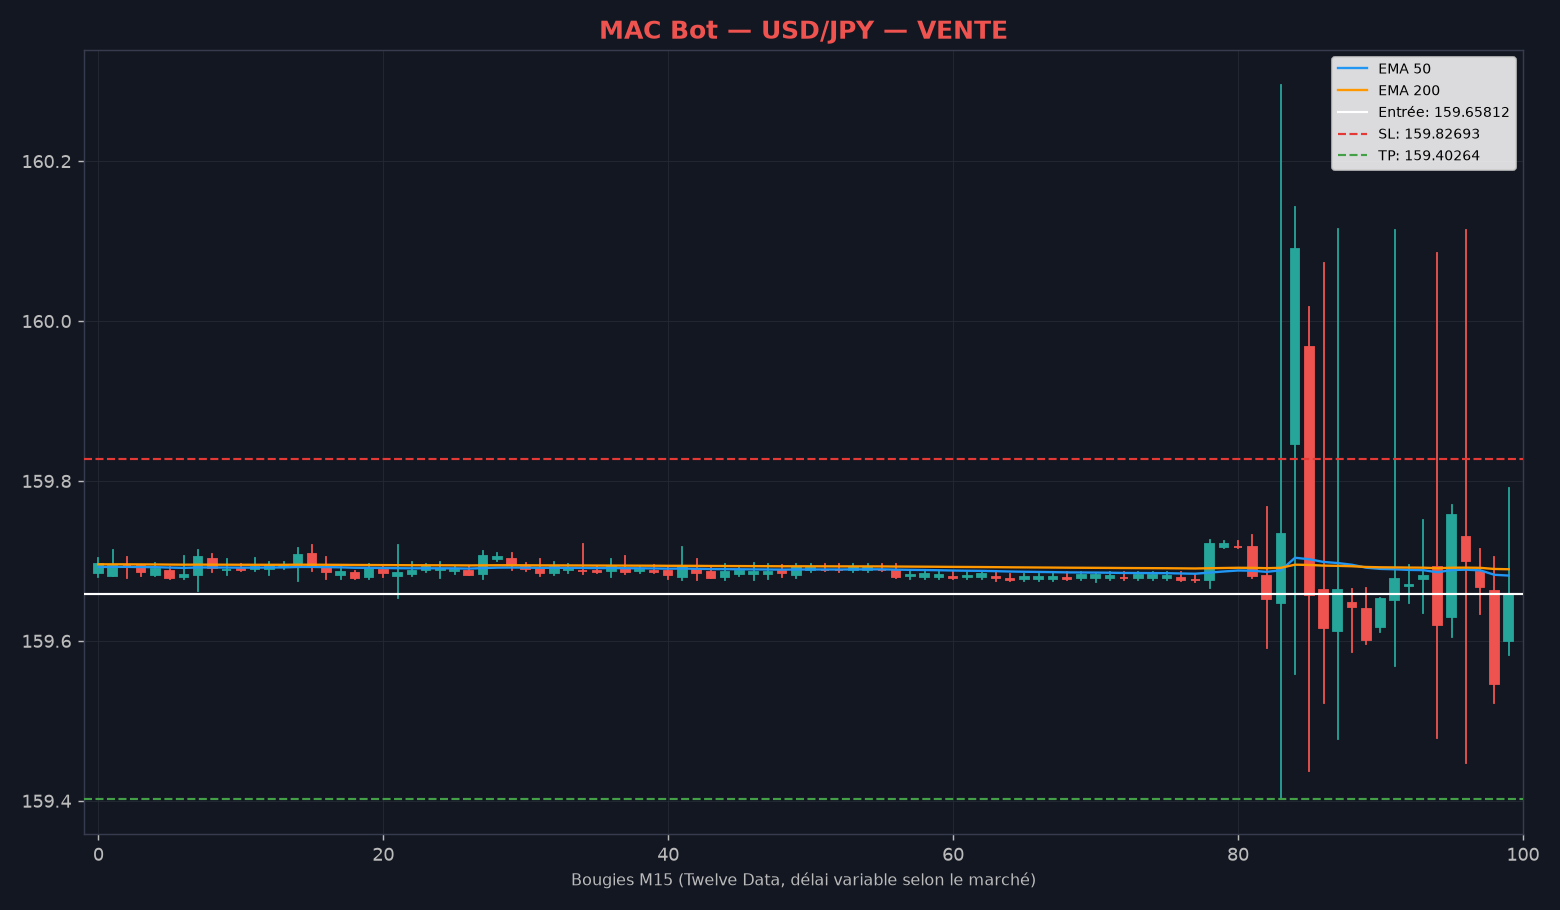 MAC Bot — USD/JPY — VENTE
EMA 50
EMA 200
Entrée: 159.65812
SL: 159.82693
TP: 159.40264
160.2
160.0
159.8
159.6
159.4
0 20 40 60 80 100
Bougies M15 (Twelve Data, délai variable selon le marché)